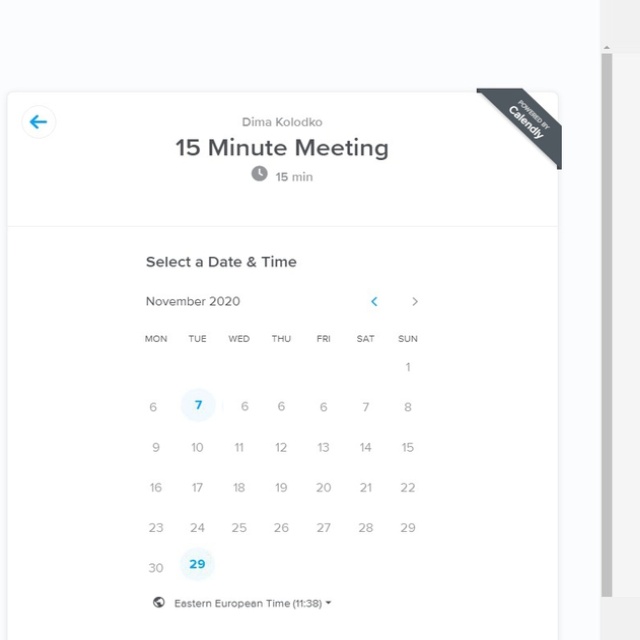 POWERED BY
Calendly
Dima Kolodko
15 Minute Meeting
15 min
Select a Date & Time
November 2020
MON TUE WED THU FRI SAT SUN
1
6 7 6 6 6 7 8
9 10 11 12 13 14 15
16 17 18 19 20 21 22
23 24 25 26 27 28 29
30 29
Eastern European Time (11:38)